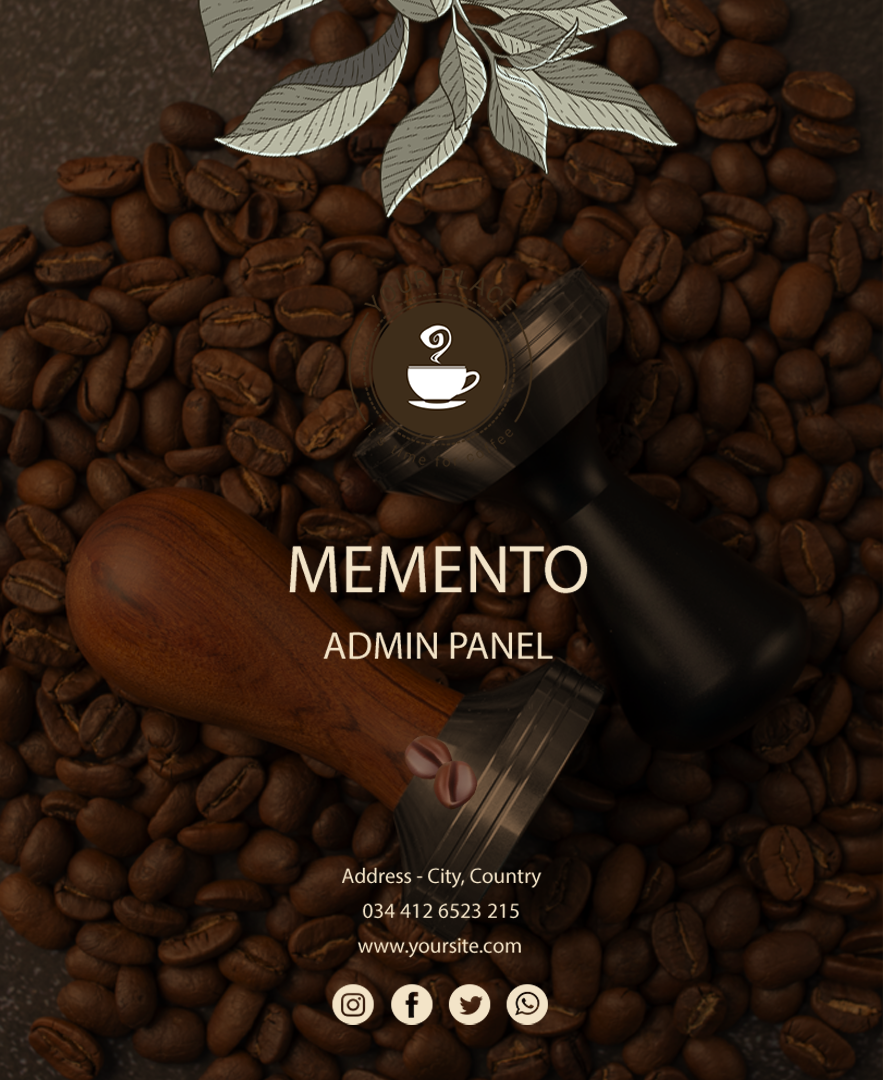 MEMENTO
ADMIN PANEL
Address - City, Country
034 412 6523 215
www.yoursite.com